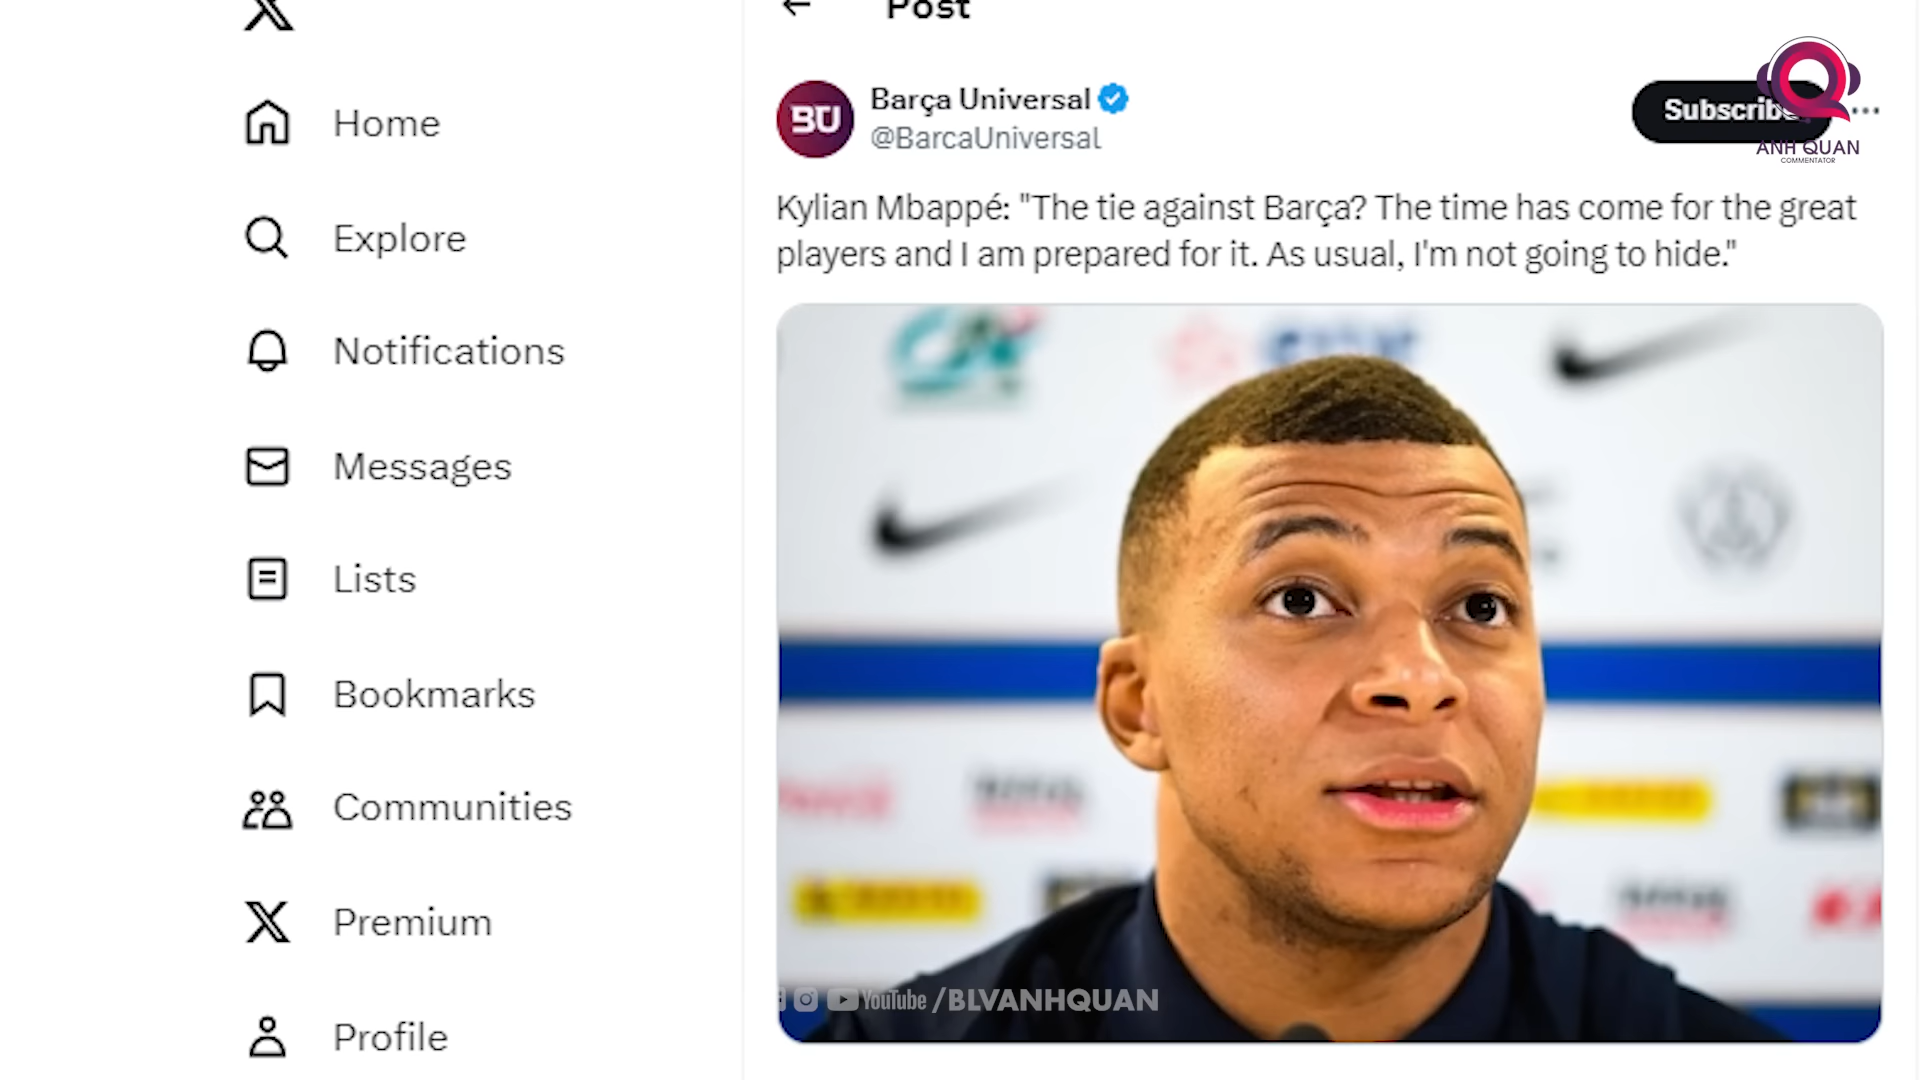 Post
Home
Explore
Notifications
Messages
Lists
Bookmarks
Communities
Premium
Profile
BU
Barça Universal
@BarcaUniversal
Subscribe
ANH QUAN
COMMENTATOR
Kylian Mbappé: "The tie against Barça? The time has come for the great
players and I am prepared for it. As usual, I'm not going to hide."
YouTube /BLVANHQUAN